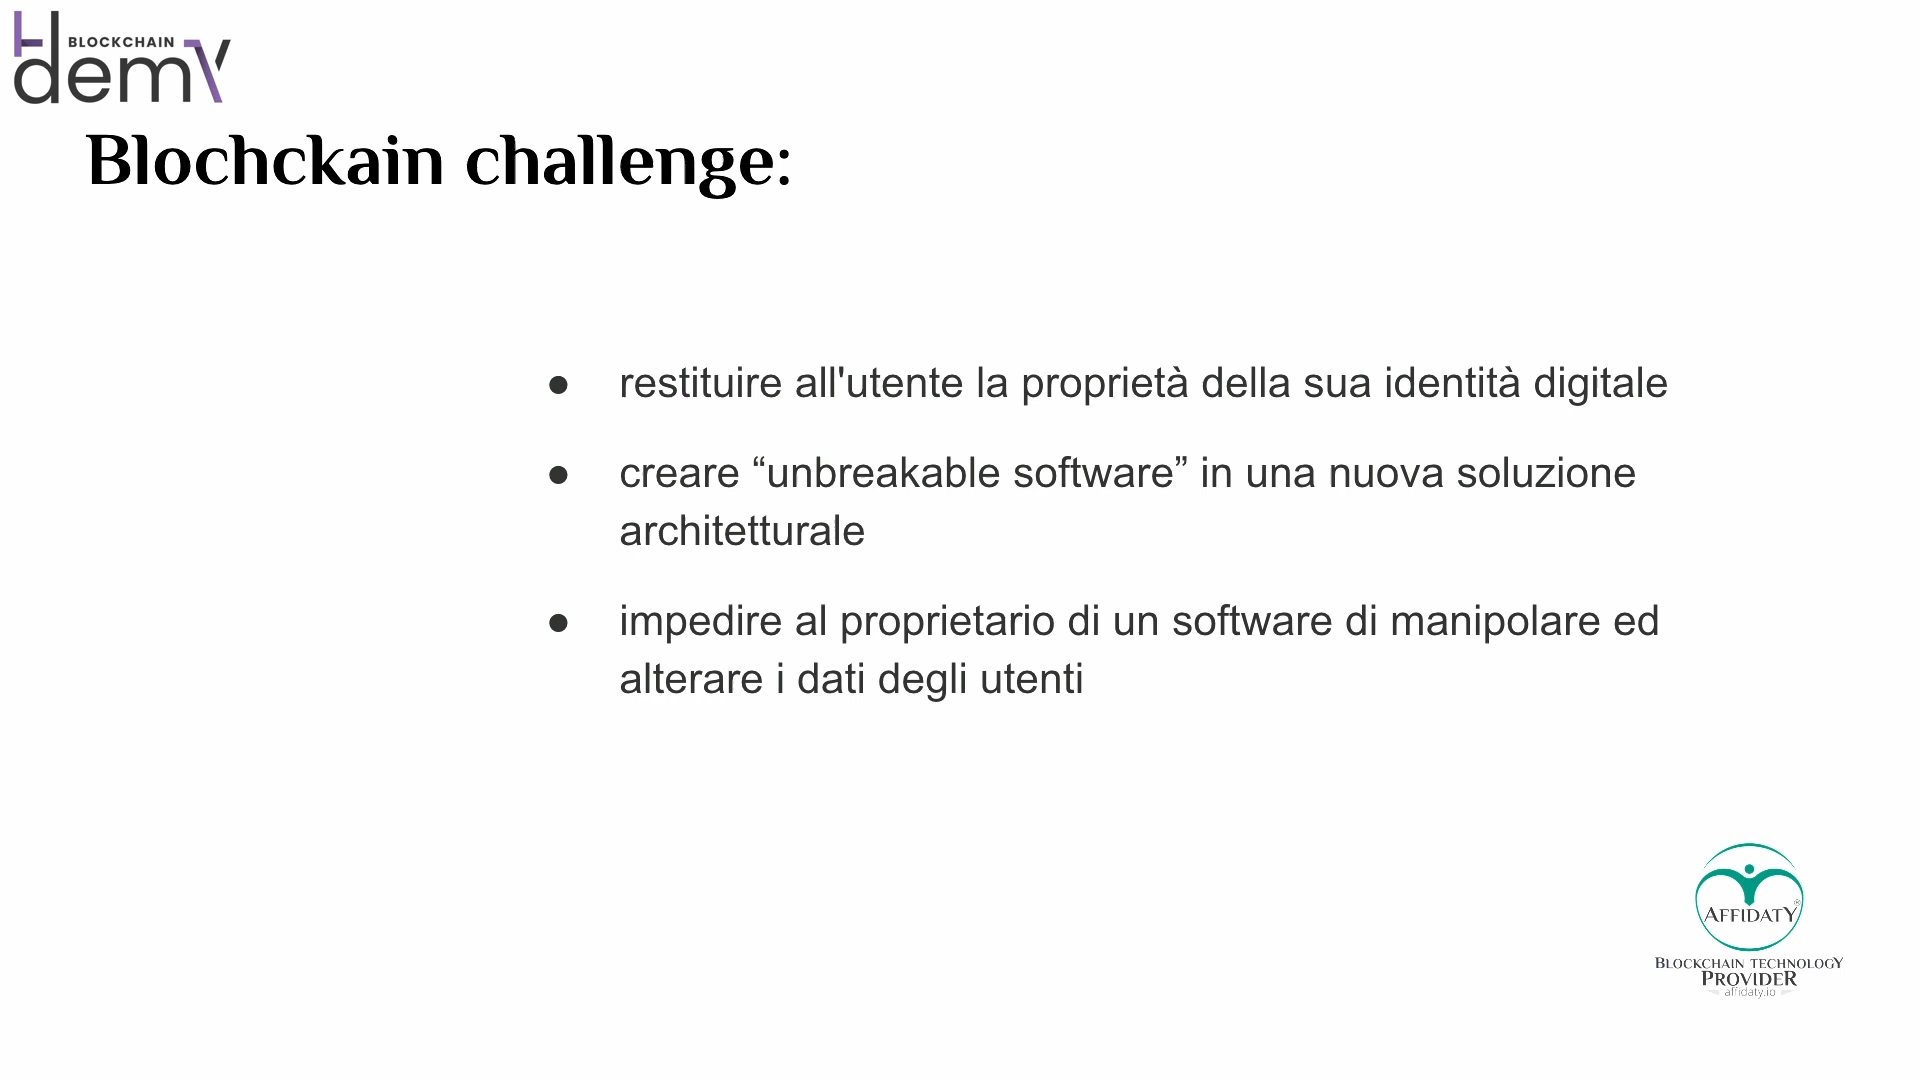 BLOCKCHAIN
demy
Blochckain challenge:
● restituire all'utente la proprietà della sua identità digitale
● creare “unbreakable software” in una nuova soluzione
architetturale
● impedire al proprietario di un software di manipolare ed
alterare i dati degli utenti
AFFIDATY®
BLOCKCHAIN TECHNOLOGY
PROVIDER
affidaty.io